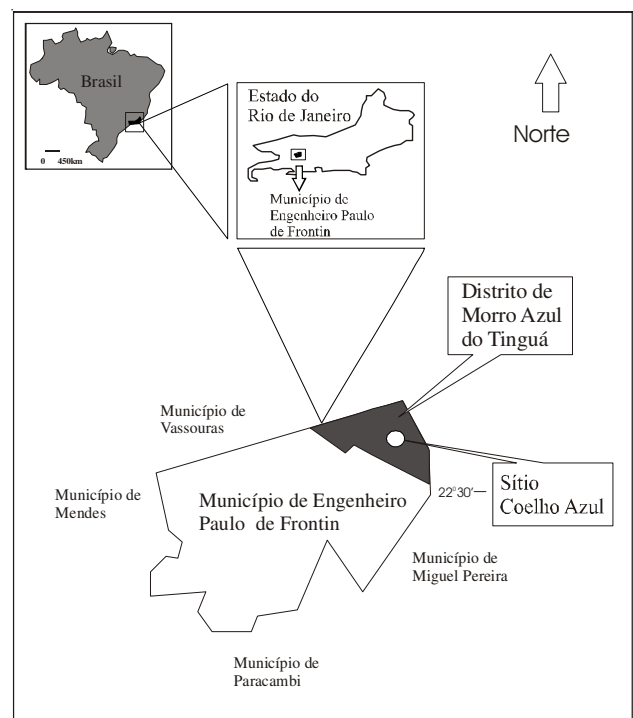 Brasil
0 450km
Estado do
Rio de Janeiro
Município de
Engenheiro Paulo
de Frontin
Norte
Distrito de
Morro Azul
do Tinguá
Município de
Vassouras
Município de
Mendes
Município de Engenheiro
Paulo de Frontin
22°30'
Sítio
Coelho Azul
Município de
Miguel Pereira
Município de
Paracambi